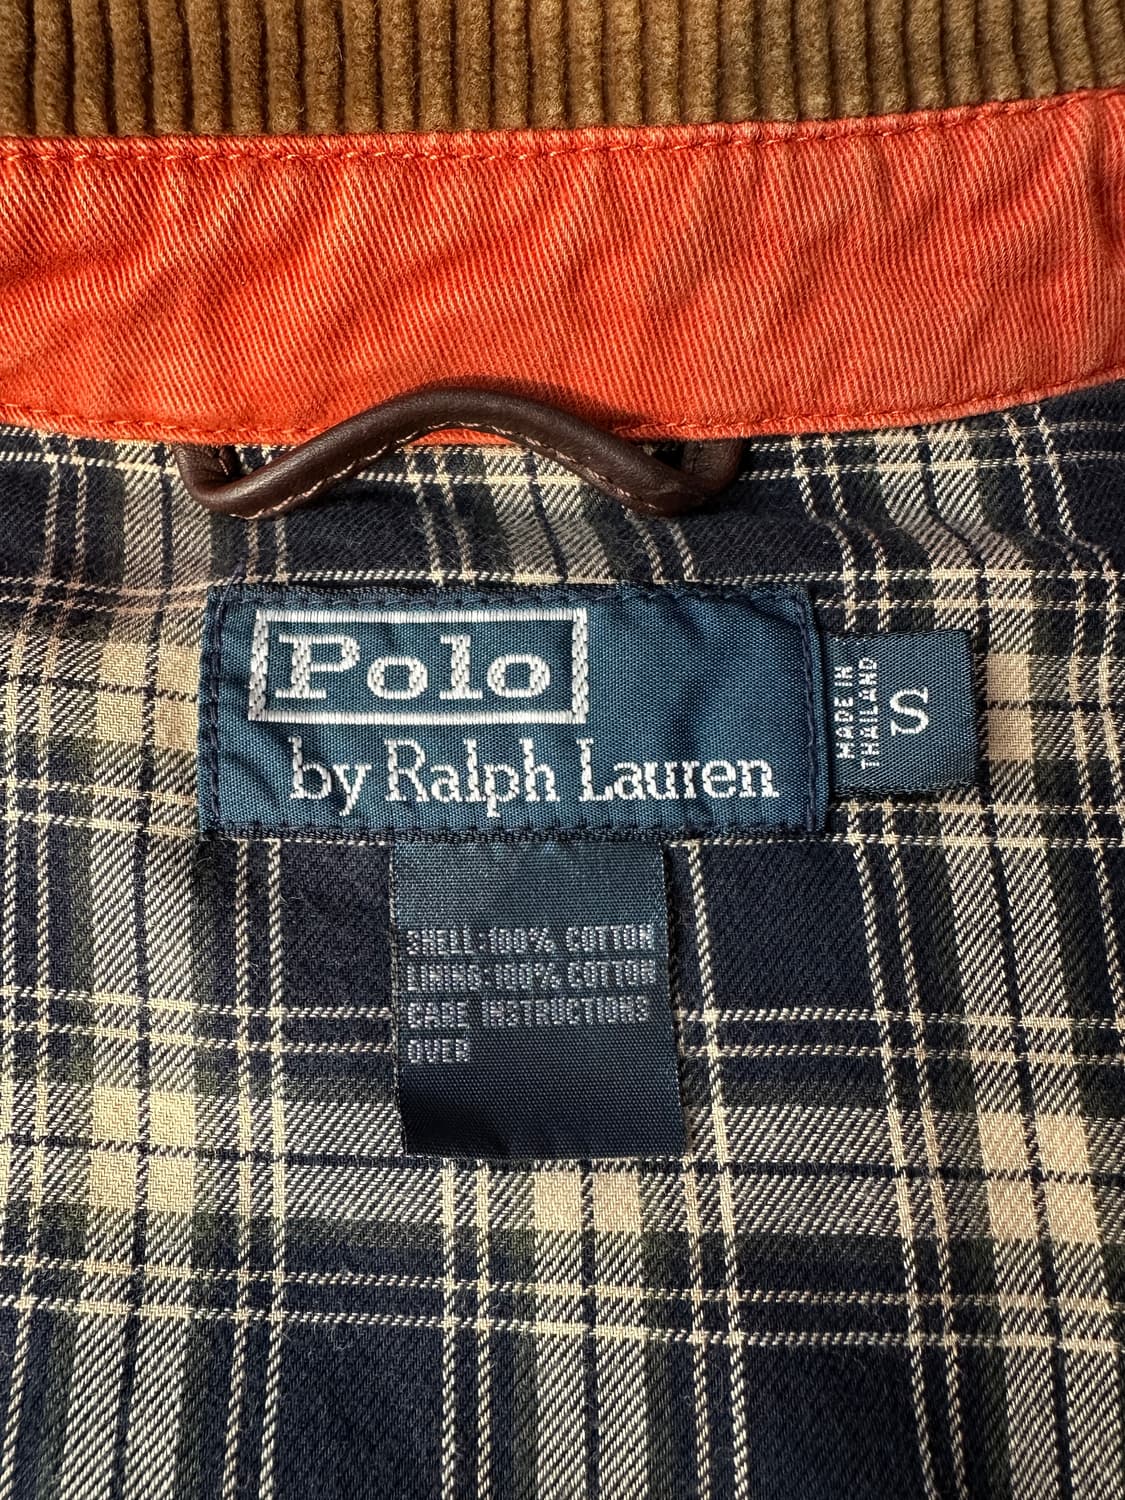 Polo
by Ralph Lauren
MADE IN
THAILAND
S
SHELL:100% COTTON
LINING:100% COTTON
CARE INSTRUCTIONS
OVER